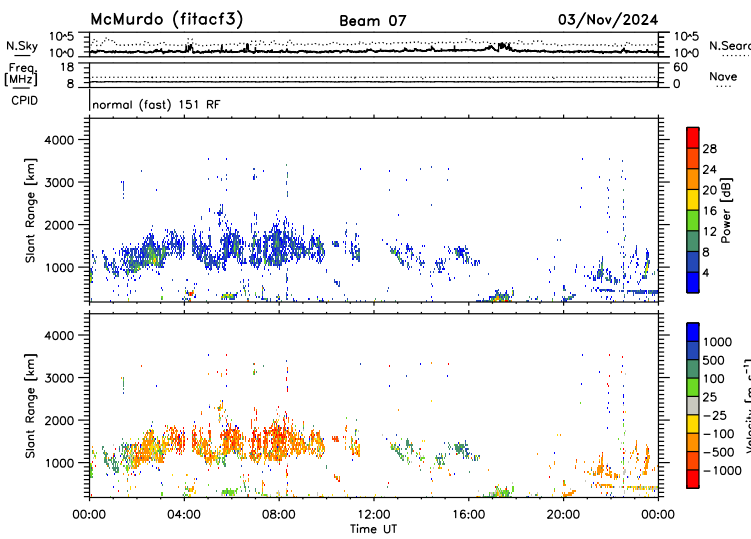 McMurdo (fitacf3) Beam 07 03/Nov/2024
10^5 10^5
N.Sky N.Searc
10^0 10^0
18 60
Freq
[MHz] Nave
8 0
CPID normal (fast) 151 RF
4000
3000
2000
1000
Slant Range [km]
28
24
20
16
12
8
4
Power [dB]
4000
3000
2000
1000
Slant Range [km]
1000
500
100
25
-25
-100
-500
-1000
Velocity [m s^-1]
00:00 04:00 08:00 12:00 16:00 20:00 00:00
Time UT